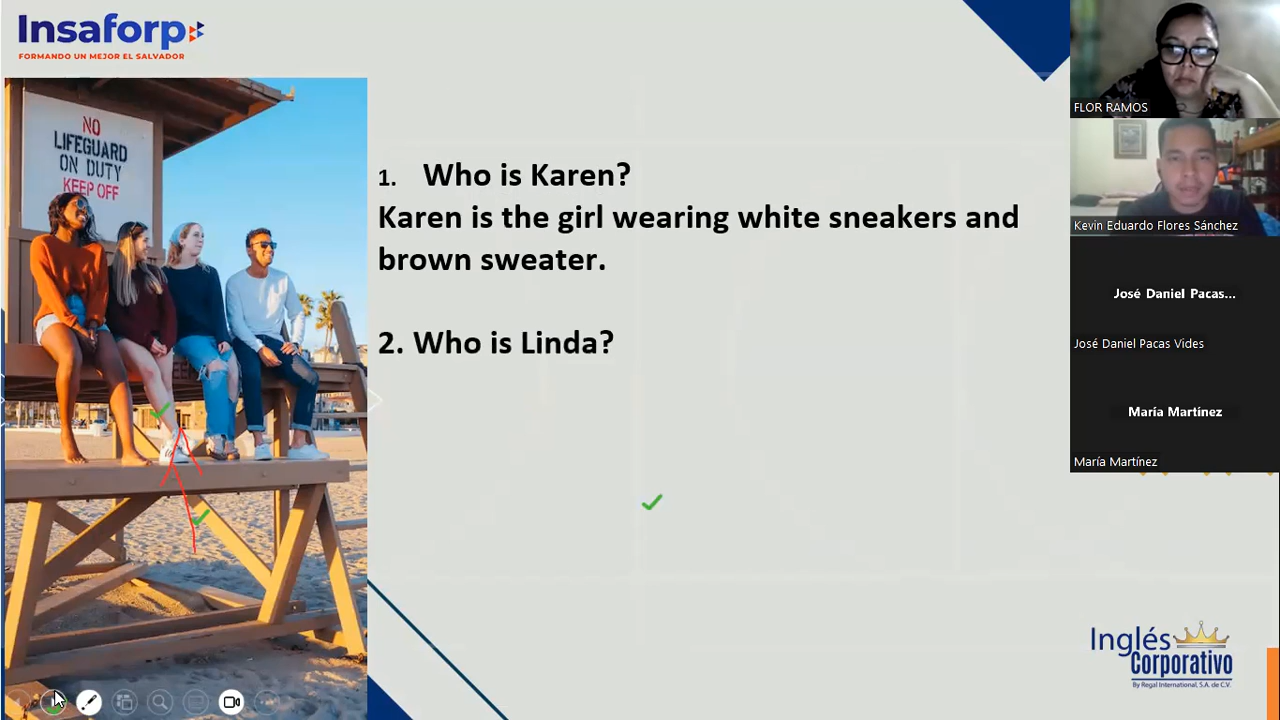 Insaforp
FORMANDO UN MEJOR EL SALVADOR
NO
LIFEGUARD
ON DUTY
KEEP OFF
1. Who is Karen?
Karen is the girl wearing white sneakers and
brown sweater.
2. Who is Linda?
FLOR RAMOS
Kevin Eduardo Flores Sánchez
José Daniel Pacas...
José Daniel Pacas Vides
María Martínez
María Martínez
Inglés
Corporativo
By Regal International, S.A. de C.V.